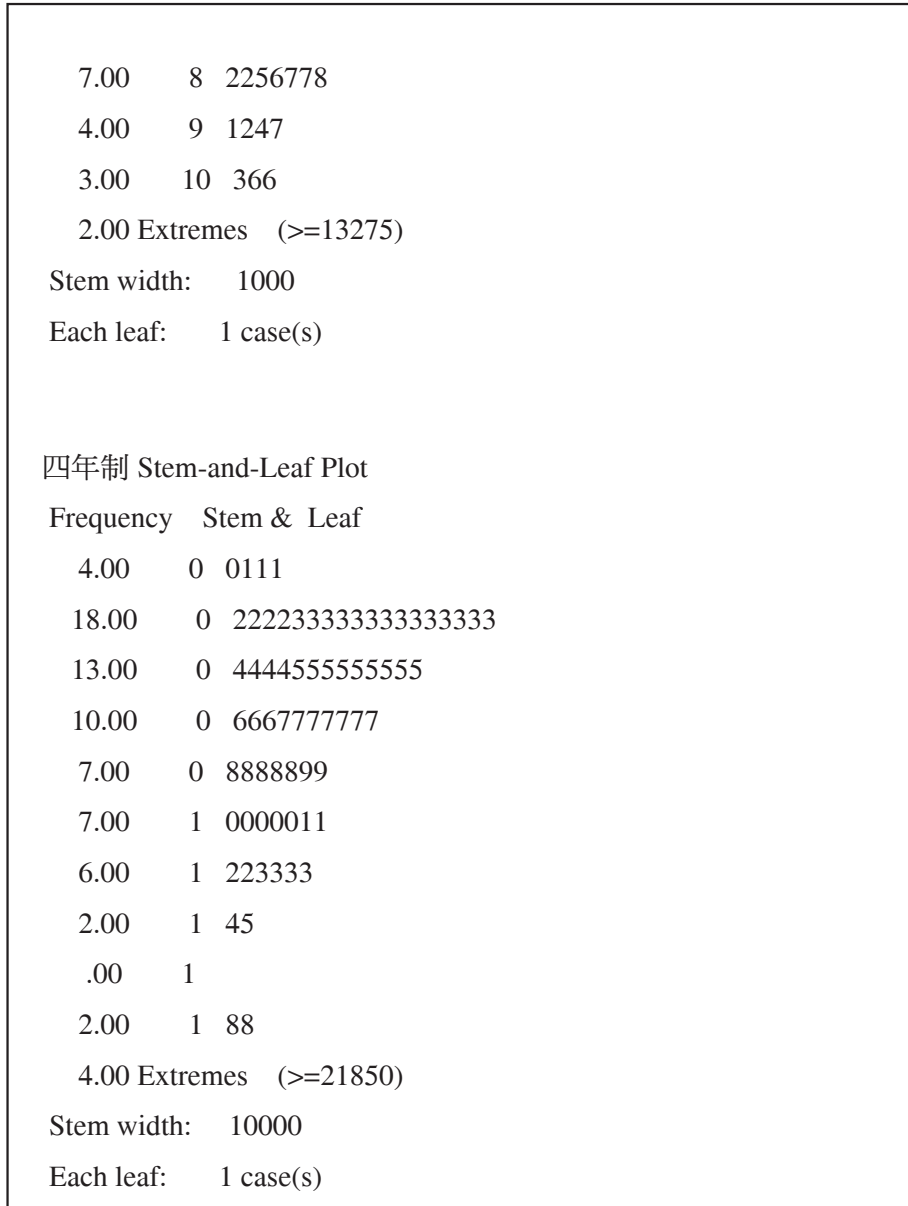 7.00 8 2256778
4.00 9 1247
3.00 10 366
2.00 Extremes (>=13275)
Stem width: 1000
Each leaf: 1 case(s)
四年制 Stem-and-Leaf Plot
Frequency Stem & Leaf
4.00 0 0111
18.00 0 222233333333333333
13.00 0 4444555555555
10.00 0 6667777777
7.00 0 8888899
7.00 1 0000011
6.00 1 223333
2.00 1 45
.00 1
2.00 1 88
4.00 Extremes (>=21850)
Stem width: 10000
Each leaf: 1 case(s)